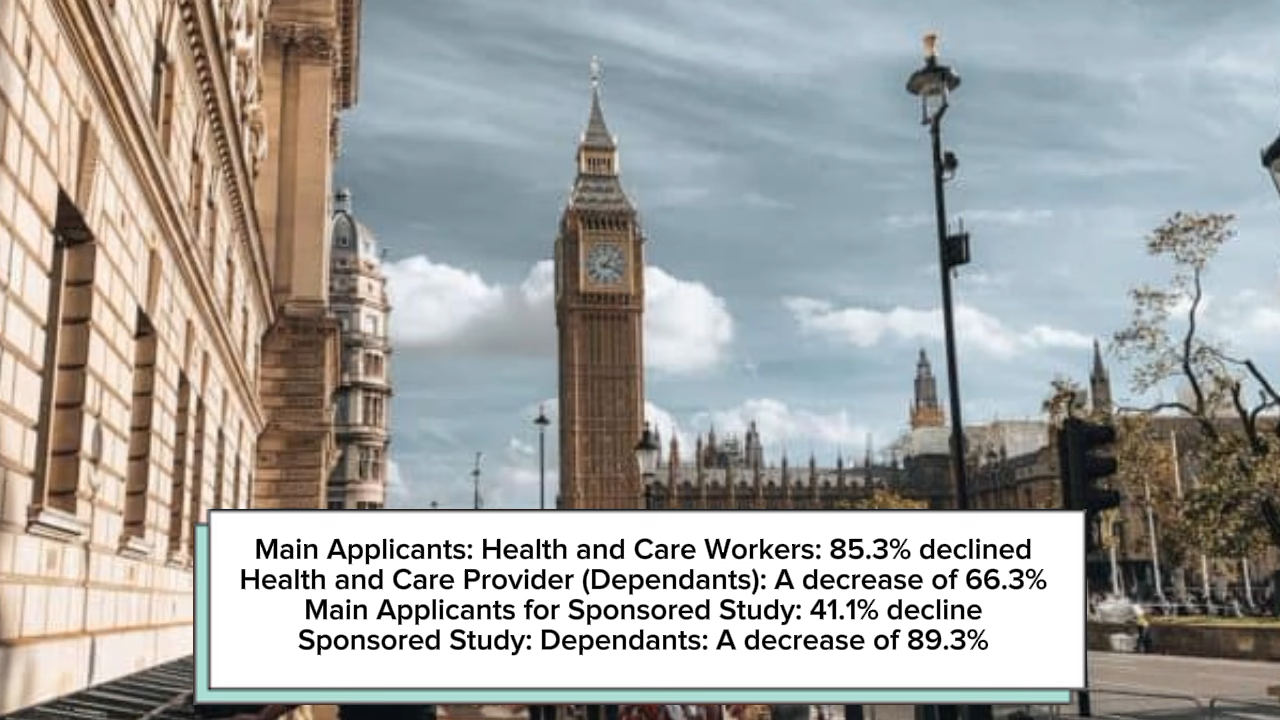 Main Applicants: Health and Care Workers: 85.3% declined
Health and Care Provider (Dependants): A decrease of 66.3%
Main Applicants for Sponsored Study: 41.1% decline
Sponsored Study: Dependants: A decrease of 89.3%